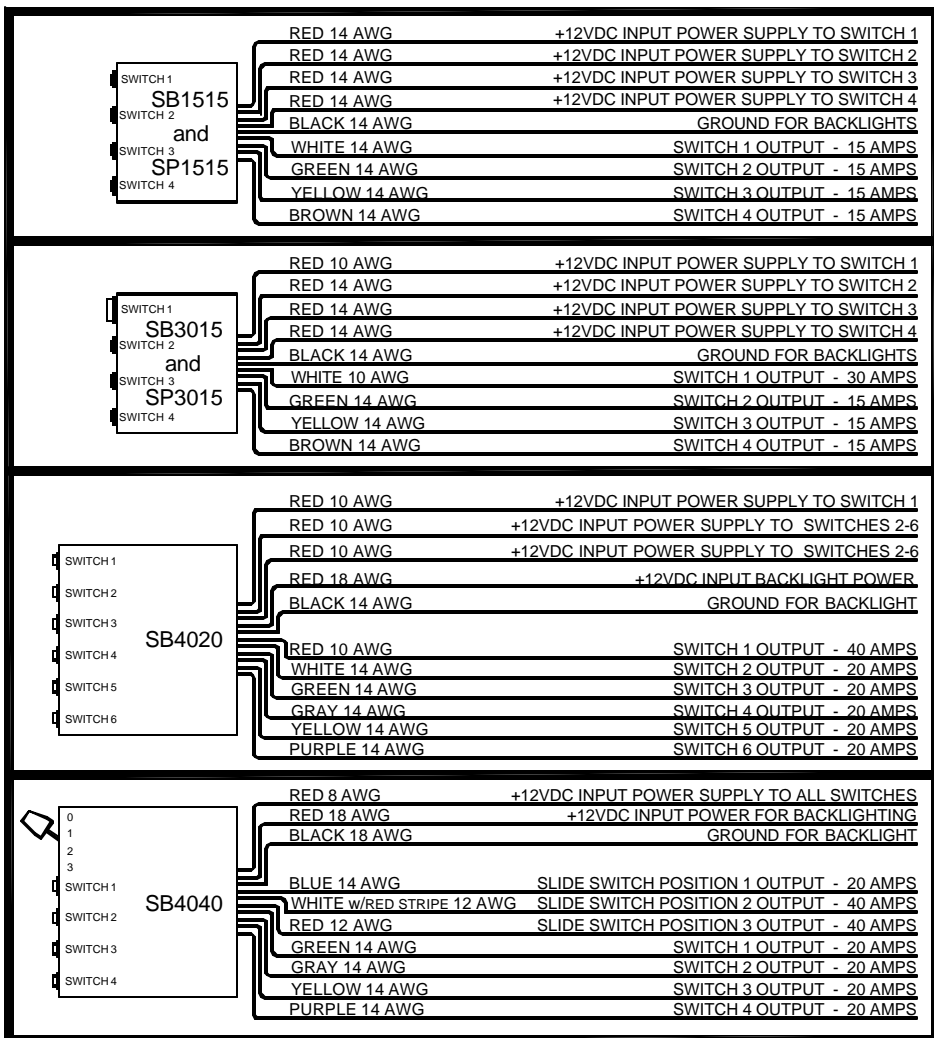 RED 14 AWG +12VDC INPUT POWER SUPPLY TO SWITCH 1
RED 14 AWG +12VDC INPUT POWER SUPPLY TO SWITCH 2
RED 14 AWG +12VDC INPUT POWER SUPPLY TO SWITCH 3
RED 14 AWG +12VDC INPUT POWER SUPPLY TO SWITCH 4
BLACK 14 AWG GROUND FOR BACKLIGHTS
WHITE 14 AWG SWITCH 1 OUTPUT - 15 AMPS
GREEN 14 AWG SWITCH 2 OUTPUT - 15 AMPS
YELLOW 14 AWG SWITCH 3 OUTPUT - 15 AMPS
BROWN 14 AWG SWITCH 4 OUTPUT - 15 AMPS
SWITCH 1
SB1515
SWITCH 2
and
SWITCH 3
SP1515
SWITCH 4
RED 10 AWG +12VDC INPUT POWER SUPPLY TO SWITCH 1
RED 14 AWG +12VDC INPUT POWER SUPPLY TO SWITCH 2
RED 14 AWG +12VDC INPUT POWER SUPPLY TO SWITCH 3
RED 14 AWG +12VDC INPUT POWER SUPPLY TO SWITCH 4
BLACK 14 AWG GROUND FOR BACKLIGHTS
WHITE 10 AWG SWITCH 1 OUTPUT - 30 AMPS
GREEN 14 AWG SWITCH 2 OUTPUT - 15 AMPS
YELLOW 14 AWG SWITCH 3 OUTPUT - 15 AMPS
BROWN 14 AWG SWITCH 4 OUTPUT - 15 AMPS
SWITCH 1
SB3015
SWITCH 2
and
SWITCH 3
SP3015
SWITCH 4
RED 10 AWG +12VDC INPUT POWER SUPPLY TO SWITCH 1
RED 10 AWG +12VDC INPUT POWER SUPPLY TO SWITCHES 2-6
RED 10 AWG +12VDC INPUT POWER SUPPLY TO SWITCHES 2-6
RED 18 AWG +12VDC INPUT BACKLIGHT POWER
BLACK 14 AWG GROUND FOR BACKLIGHT
RED 10 AWG SWITCH 1 OUTPUT - 40 AMPS
WHITE 14 AWG SWITCH 2 OUTPUT - 20 AMPS
GREEN 14 AWG SWITCH 3 OUTPUT - 20 AMPS
GRAY 14 AWG SWITCH 4 OUTPUT - 20 AMPS
YELLOW 14 AWG SWITCH 5 OUTPUT - 20 AMPS
PURPLE 14 AWG SWITCH 6 OUTPUT - 20 AMPS
SWITCH 1
SWITCH 2
SWITCH 3
SB4020
SWITCH 4
SWITCH 5
SWITCH 6
RED 8 AWG +12VDC INPUT POWER SUPPLY TO ALL SWITCHES
RED 18 AWG +12VDC INPUT POWER FOR BACKLIGHTING
BLACK 18 AWG GROUND FOR BACKLIGHT
BLUE 14 AWG SLIDE SWITCH POSITION 1 OUTPUT - 20 AMPS
WHITE w/RED STRIPE 12 AWG SLIDE SWITCH POSITION 2 OUTPUT - 40 AMPS
RED 12 AWG SLIDE SWITCH POSITION 3 OUTPUT - 40 AMPS
GREEN 14 AWG SWITCH 1 OUTPUT - 20 AMPS
GRAY 14 AWG SWITCH 2 OUTPUT - 20 AMPS
YELLOW 14 AWG SWITCH 3 OUTPUT - 20 AMPS
PURPLE 14 AWG SWITCH 4 OUTPUT - 20 AMPS
0
1
2
3
SWITCH 1
SB4040
SWITCH 2
SWITCH 3
SWITCH 4